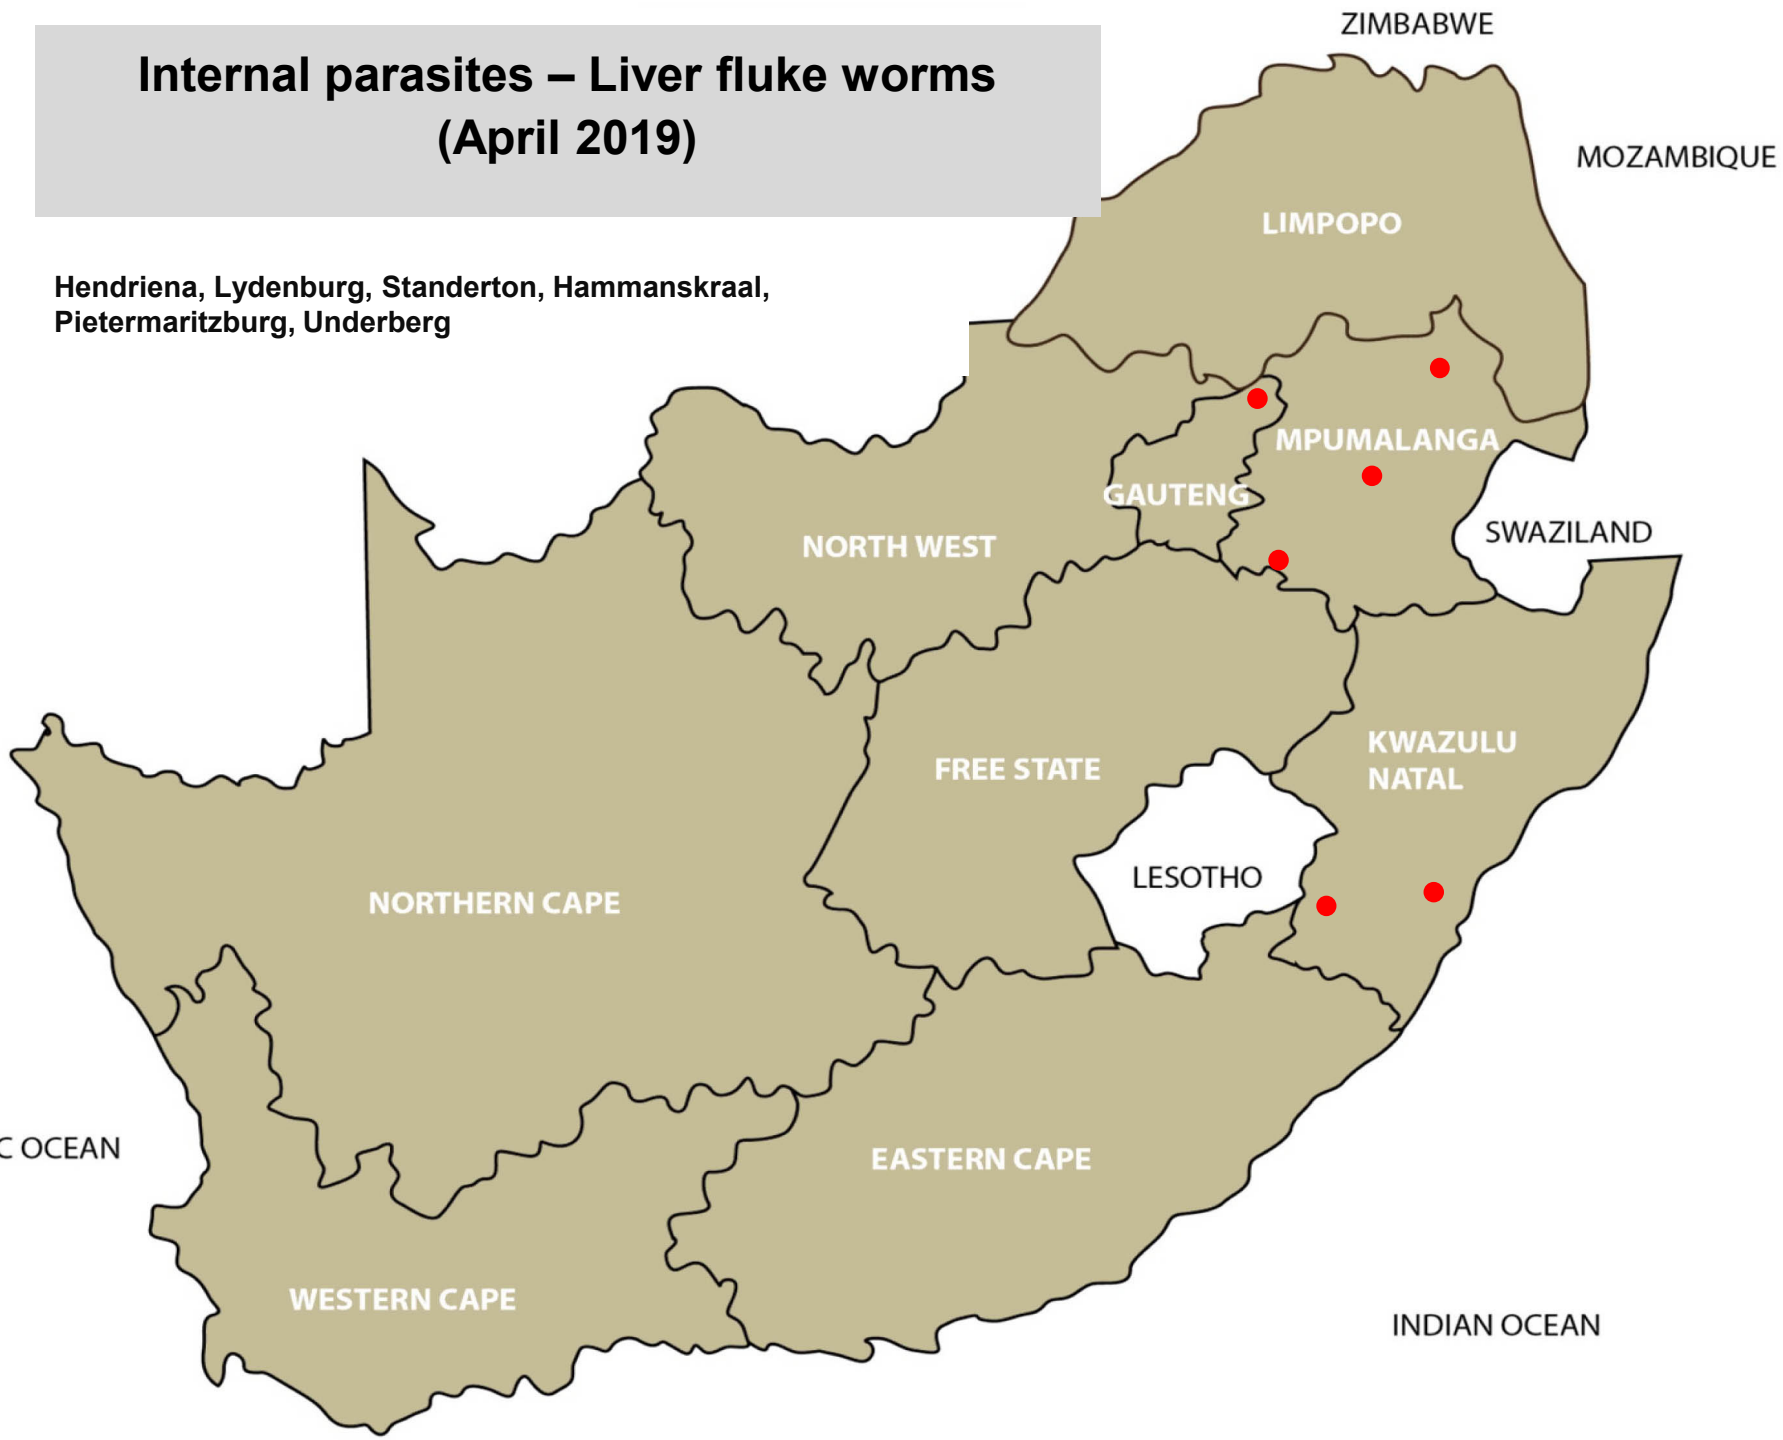 Internal parasites – Liver fluke worms
(April 2019)
Hendriena, Lydenburg, Standerton, Hammanskraal,
Pietermaritzburg, Underberg
ZIMBABWE
MOZAMBIQUE
LIMPOPO
MPUMALANGA
GAUTENG
SWAZILAND
NORTH WEST
KWAZULU
NATAL
FREE STATE
LESOTHO
NORTHERN CAPE
C OCEAN
EASTERN CAPE
WESTERN CAPE
INDIAN OCEAN